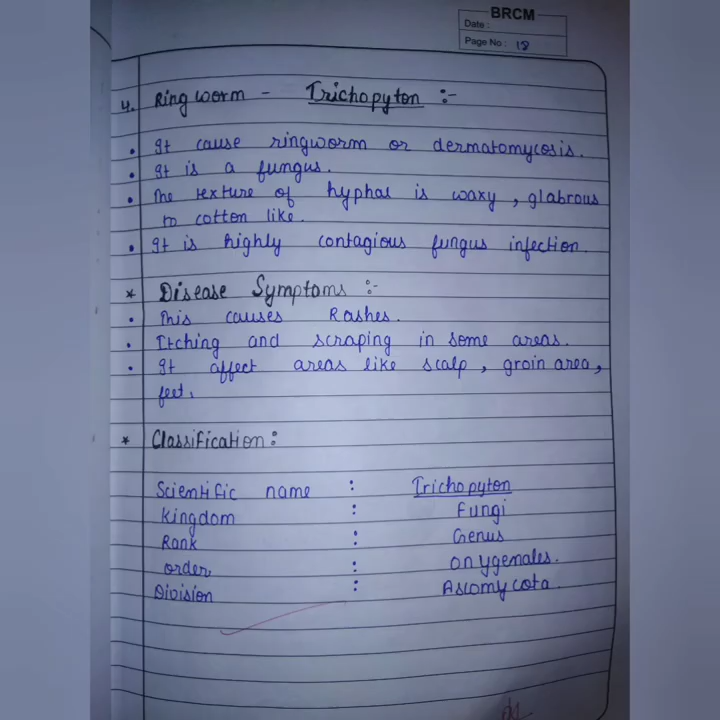 BRCM
Date :
Page No : 18
4. Ringworm - Trichopyton :-
• It cause ringworm or dermatomycosis.
• It is a fungus.
• The texture of hyphal is waxy, glabrous
to cotton like.
• It is highly contagious fungus infection.
* Disease Symptoms :-
• This causes Rashes.
• Itching and scraping in some areas.
• It affect areas like scalp, groin area,
feet.
* Classification :
Scientific name : Trichopyton
Kingdom : Fungi
Rank : Genus
order : Onygenales.
Division : Ascomycota.